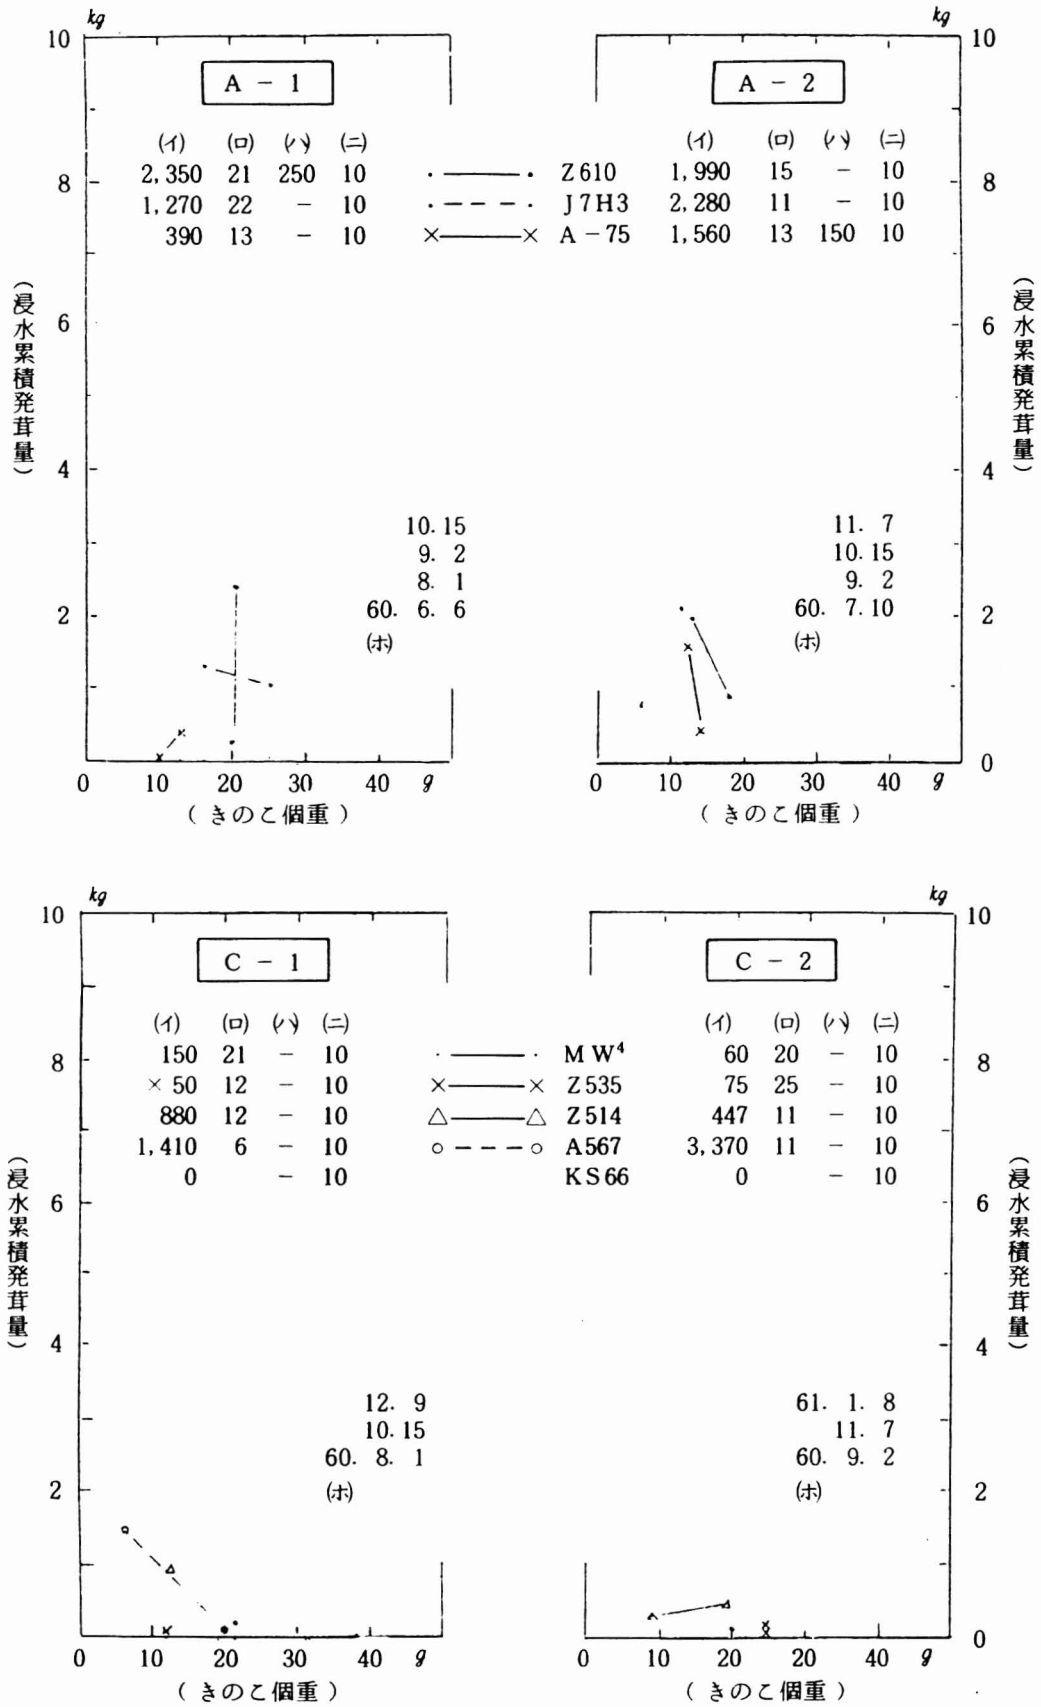 kg kg
10 10
A - 1 A - 2
(イ) (ロ) (ハ) (ニ) (イ) (ロ) (ハ) (ニ)
8 2,350 21 250 10 Z610 1,990 15 - 10 8
1,270 22 - 10 J7H3 2,280 11 - 10
390 13 - 10 A-75 1,560 13 150 10
(浸水累積発茸量)
(浸水累積発茸量)
6 6
4 4
10. 15 11. 7
9. 2 10.15
8. 1 9. 2
2 60. 6. 6 60. 7.10 2
(ホ) (ホ)
0
0 10 20 30 40 g 0 10 20 30 40 g
(きのこ個重) (きのこ個重)
kg kg
10 10
C - 1 C - 2
(イ) (ロ) (ハ) (ニ) (イ) (ロ) (ハ) (ニ)
8 150 21 - 10 MW⁴ 60 20 - 10 8
× 50 12 - 10 Z535 75 25 - 10
880 12 - 10 Z514 447 11 - 10
1,410 6 - 10 A567 3,370 11 - 10
0 - 10 KS66 0 - 10
(浸水累積発茸量)
(浸水累積発茸量)
6 6
4 4
12. 9 61. 1. 8
10. 15 11. 7
60. 8. 1 60. 9. 2
2 (ホ) (ホ) 2
0
0 10 20 30 40 g 0 10 20 20 40 g
(きのこ個重) (きのこ個重)